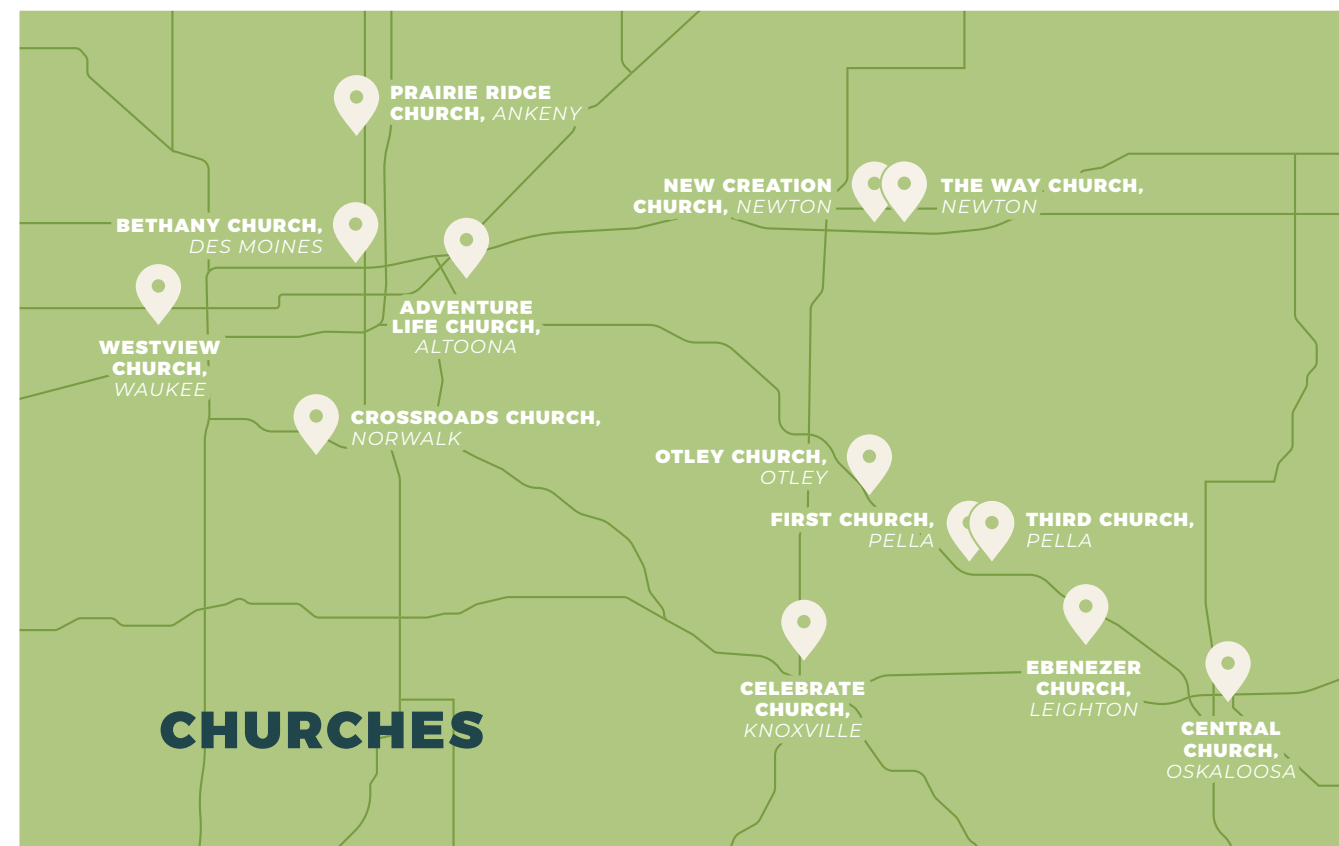 PRAIRIE RIDGE
CHURCH, ANKENY
NEW CREATION
CHURCH, NEWTON
THE WAY CHURCH,
NEWTON
BETHANY CHURCH,
DES MOINES
ADVENTURE
LIFE CHURCH,
ALTOONA
WESTVIEW
CHURCH,
WAUKEE
CROSSROADS CHURCH,
NORWALK
OTLEY CHURCH,
OTLEY
FIRST CHURCH,
PELLA
THIRD CHURCH,
PELLA
EBENEZER
CHURCH,
LEIGHTON
CELEBRATE
CHURCH,
KNOXVILLE
CENTRAL
CHURCH,
OSKALOOSA
CHURCHES